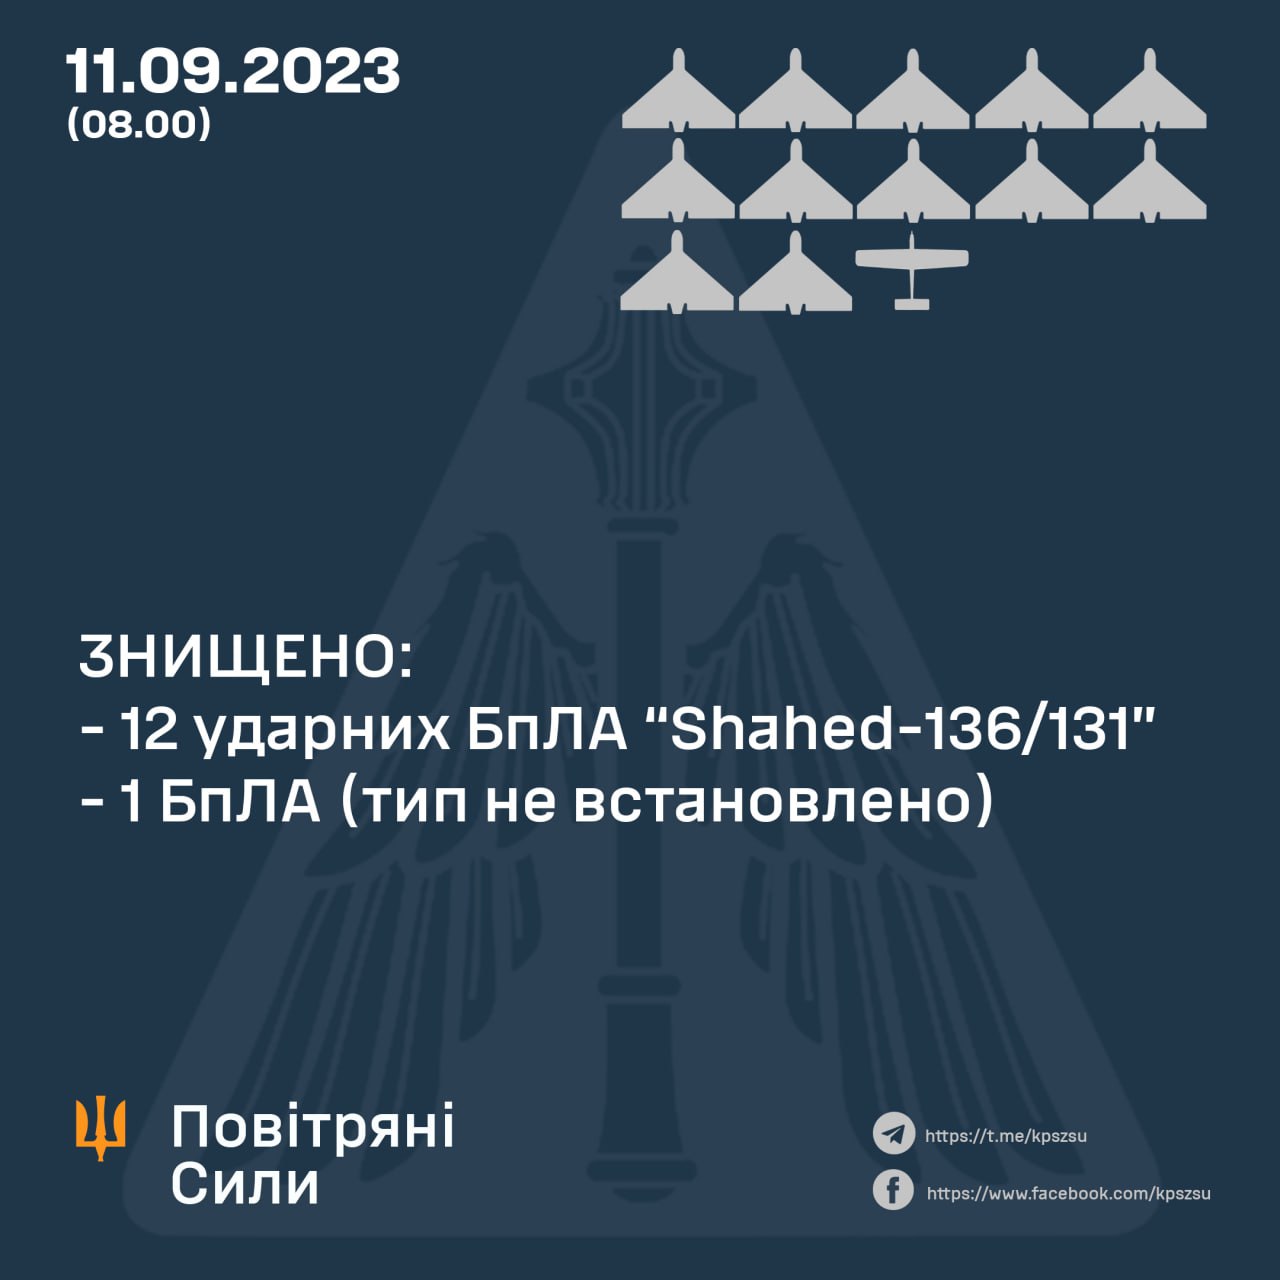 11.09.2023
(08.00)
ЗНИЩЕНО:
- 12 ударних БпЛА “Shahed-136/131”
- 1 БпЛА (тип не встановлено)
Повітряні
Сили
https://t.me/kpszsu
https://www.facebook.com/kpszsu